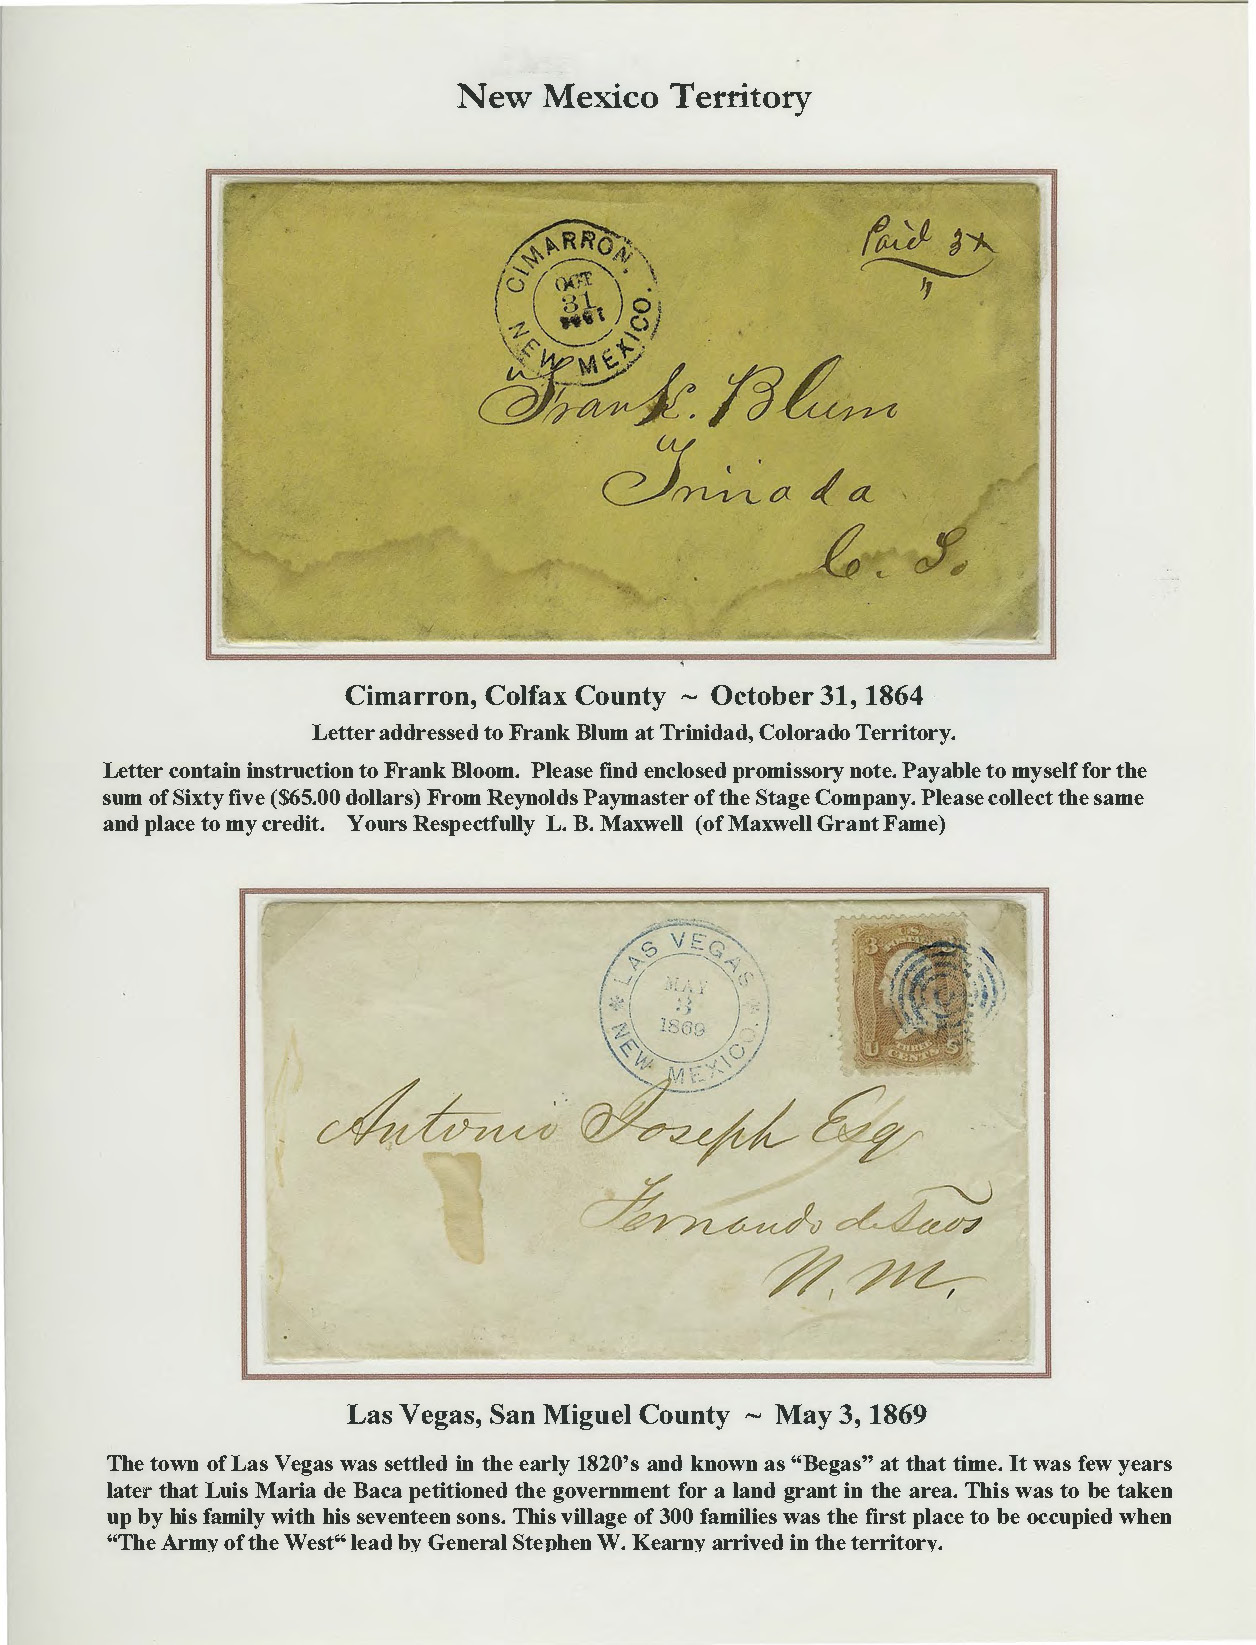 New Mexico Territory
CIMARRON,
NEW MEXICO.
OCT
31
Paid 3
Frank. Blum
C.
Cimarron, Colfax County ~ October 31, 1864
Letter addressed to Frank Blum at Trinidad, Colorado Territory.
Letter contain instruction to Frank Bloom. Please find enclosed promissory note. Payable to myself for the
sum of Sixty five ($65.00 dollars) From Reynolds Paymaster of the Stage Company. Please collect the same
and place to my credit. Yours Respectfully L. B. Maxwell (of Maxwell Grant Fame)
LAS VEGAS
NEW MEXICO.
MAY
3
1869
3 U.S. POSTAGE
U THREE CENTS S
Antonio Joseph Esq
Fernando de Taos
N. M.
Las Vegas, San Miguel County ~ May 3, 1869
The town of Las Vegas was settled in the early 1820's and known as "Begas" at that time. It was few years
later that Luis Maria de Baca petitioned the government for a land grant in the area. This was to be taken
up by his family with his seventeen sons. This village of 300 families was the first place to be occupied when
"The Army of the West" lead by General Stephen W. Kearny arrived in the territory.